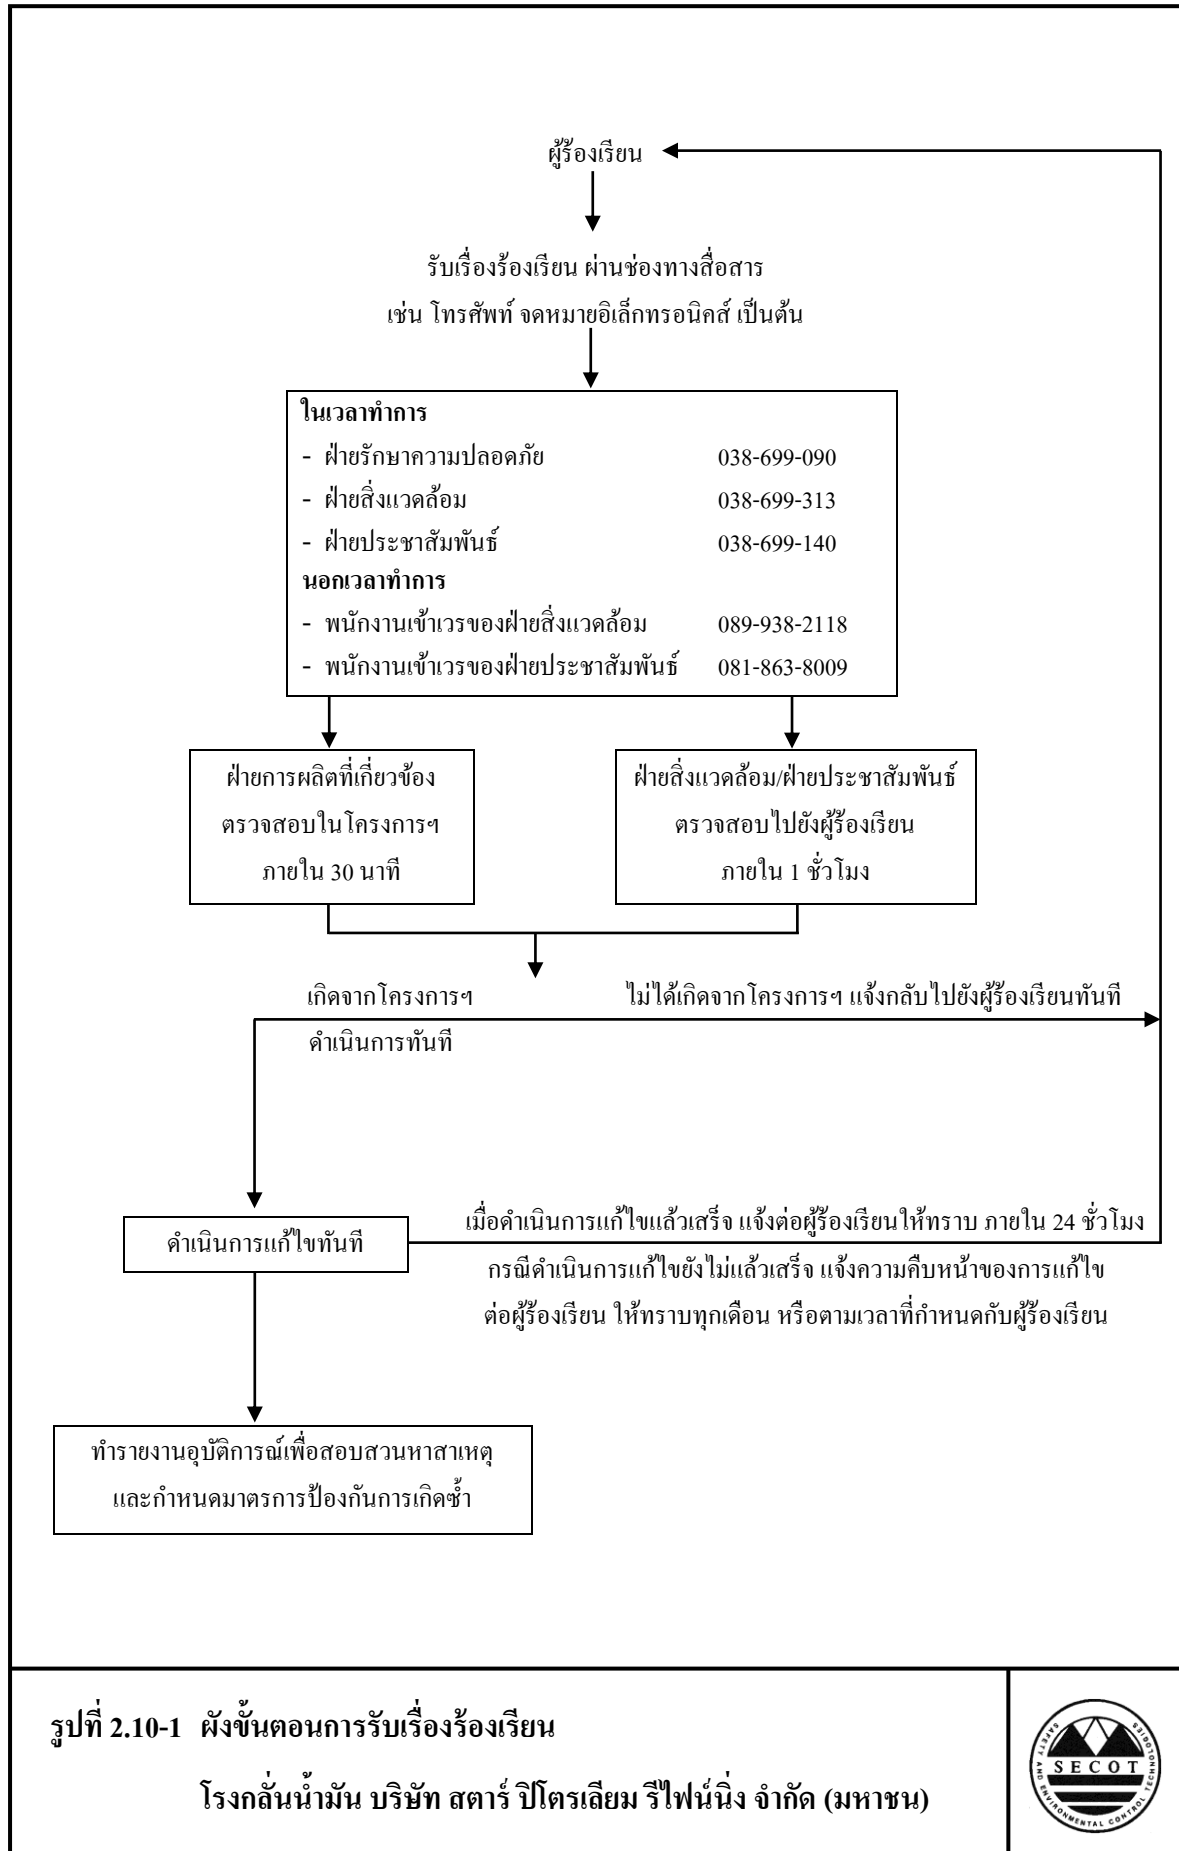 ผู้ร้องเรียน
รับเรื่องร้องเรียน ผ่านช่องทางสื่อสาร
เช่น โทรศัพท์ จดหมายอิเล็กทรอนิคส์ เป็นต้น
ในเวลาทำการ
- ฝ่ายรักษาความปลอดภัย 038-699-090
- ฝ่ายสิ่งแวดล้อม 038-699-313
- ฝ่ายประชาสัมพันธ์ 038-699-140
นอกเวลาทำการ
- พนักงานเข้าเวรของฝ่ายสิ่งแวดล้อม 089-938-2118
- พนักงานเข้าเวรของฝ่ายประชาสัมพันธ์ 081-863-8009
ฝ่ายการผลิตที่เกี่ยวข้อง
ตรวจสอบในโครงการฯ
ภายใน 30 นาที
ฝ่ายสิ่งแวดล้อม/ฝ่ายประชาสัมพันธ์
ตรวจสอบไปยังผู้ร้องเรียน
ภายใน 1 ชั่วโมง
เกิดจากโครงการฯ
ดำเนินการทันที
ไม่ได้เกิดจากโครงการฯ แจ้งกลับไปยังผู้ร้องเรียนทันที
ดำเนินการแก้ไขทันที
เมื่อดำเนินการแก้ไขแล้วเสร็จ แจ้งต่อผู้ร้องเรียนให้ทราบ ภายใน 24 ชั่วโมง
กรณีดำเนินการแก้ไขยังไม่แล้วเสร็จ แจ้งความคืบหน้าของการแก้ไข
ต่อผู้ร้องเรียน ให้ทราบทุกเดือน หรือตามเวลาที่กำหนดกับผู้ร้องเรียน
ทำรายงานอุบัติการณ์เพื่อสอบสวนหาสาเหตุ
และกำหนดมาตรการป้องกันการเกิดซ้ำ
รูปที่ 2.10-1 ผังขั้นตอนการรับเรื่องร้องเรียน
โรงกลั่นน้ำมัน บริษัท สตาร์ ปิโตรเลียม รีไฟน์นิ่ง จำกัด (มหาชน)
SECOT
SAFETY AND ENVIRONMENTAL CONTROL TECHNOLOGIES